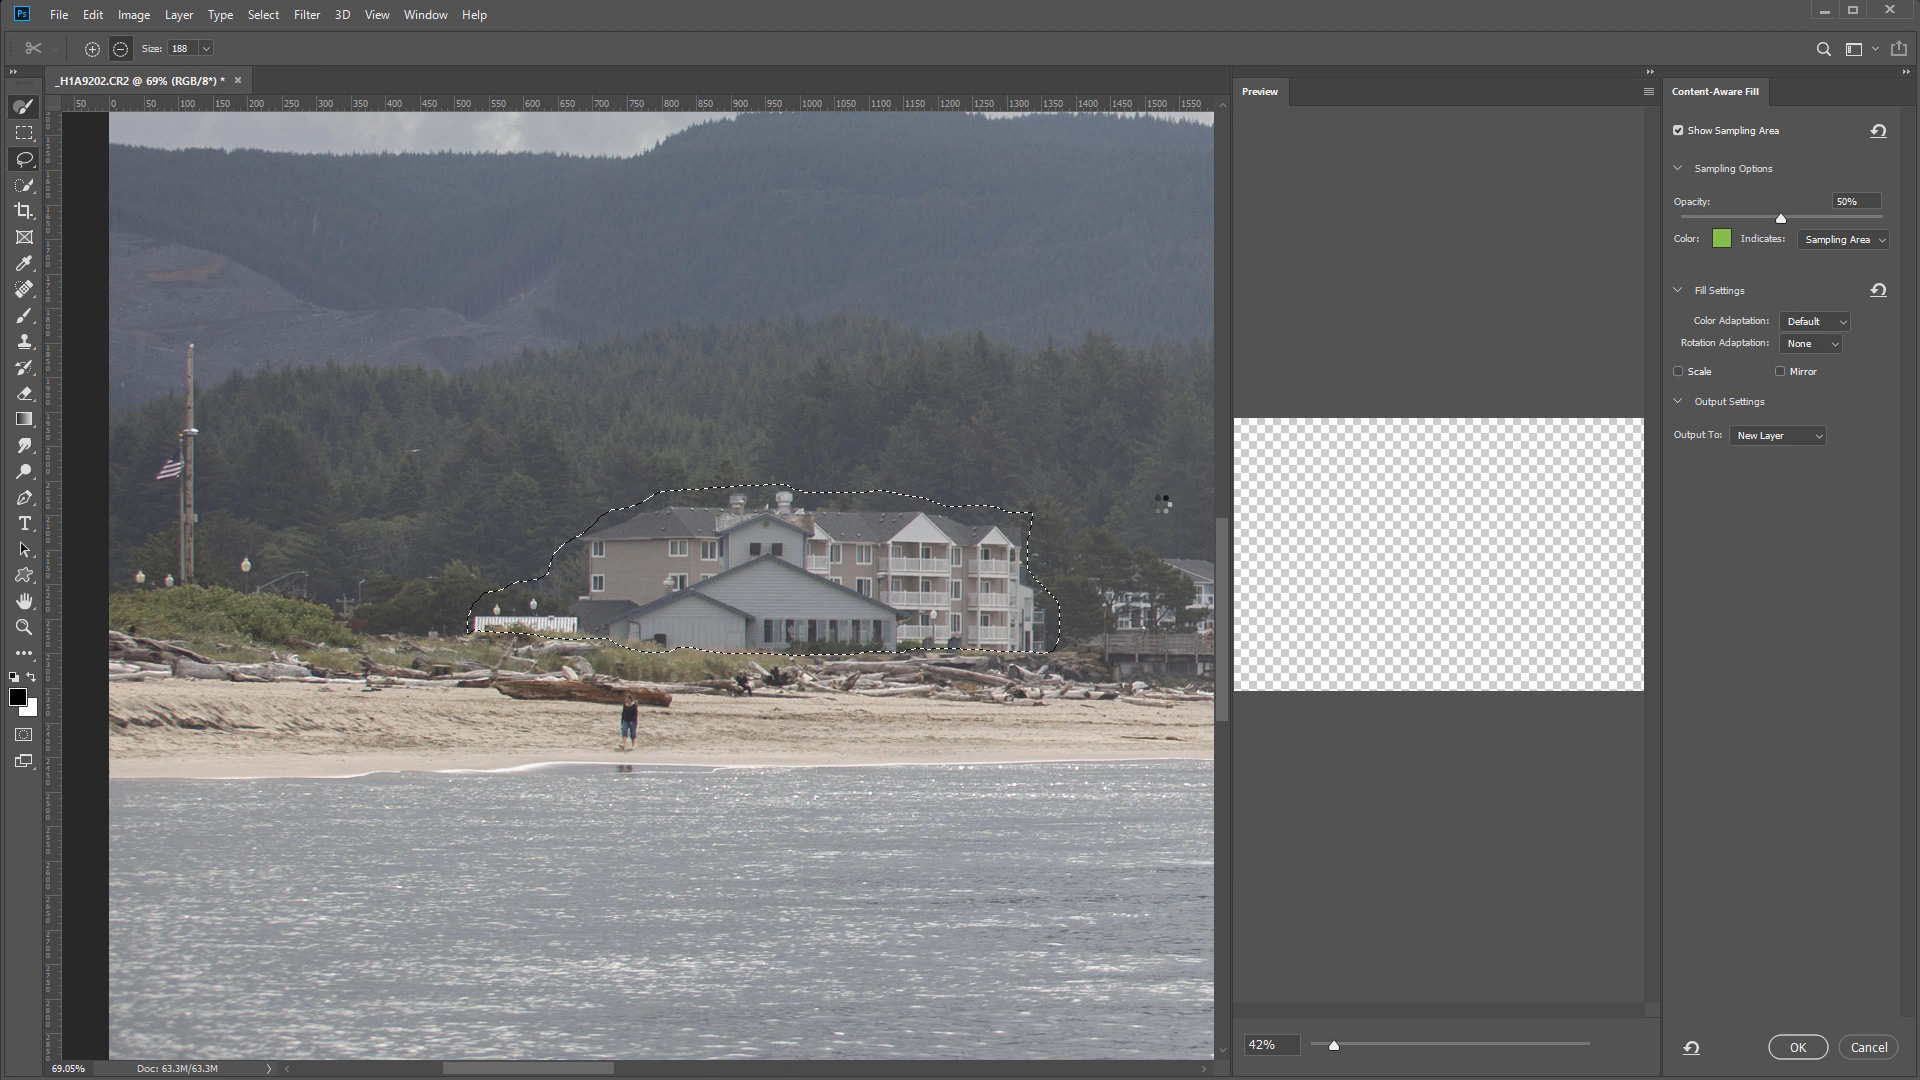 Ps File Edit Image Layer Type Select Filter 3D View Window Help
Size: 188
_H1A9202.CR2 @ 69% (RGB/8*) *
50 0 50 100 150 200 250 300 350 400 450 500 550 600 650 700 750 800 850 900 950 1000 1050 1100 1150 1200 1250 1300 1350 1400 1450 1500 1550
Preview
Content-Aware Fill
Show Sampling Area
Sampling Options
Opacity: 50%
Color: Indicates: Sampling Area
Fill Settings
Color Adaptation: Default
Rotation Adaptation: None
Scale Mirror
Output Settings
Output To: New Layer
T
42%
OK Cancel
69.05% Doc: 63.3M/63.3M